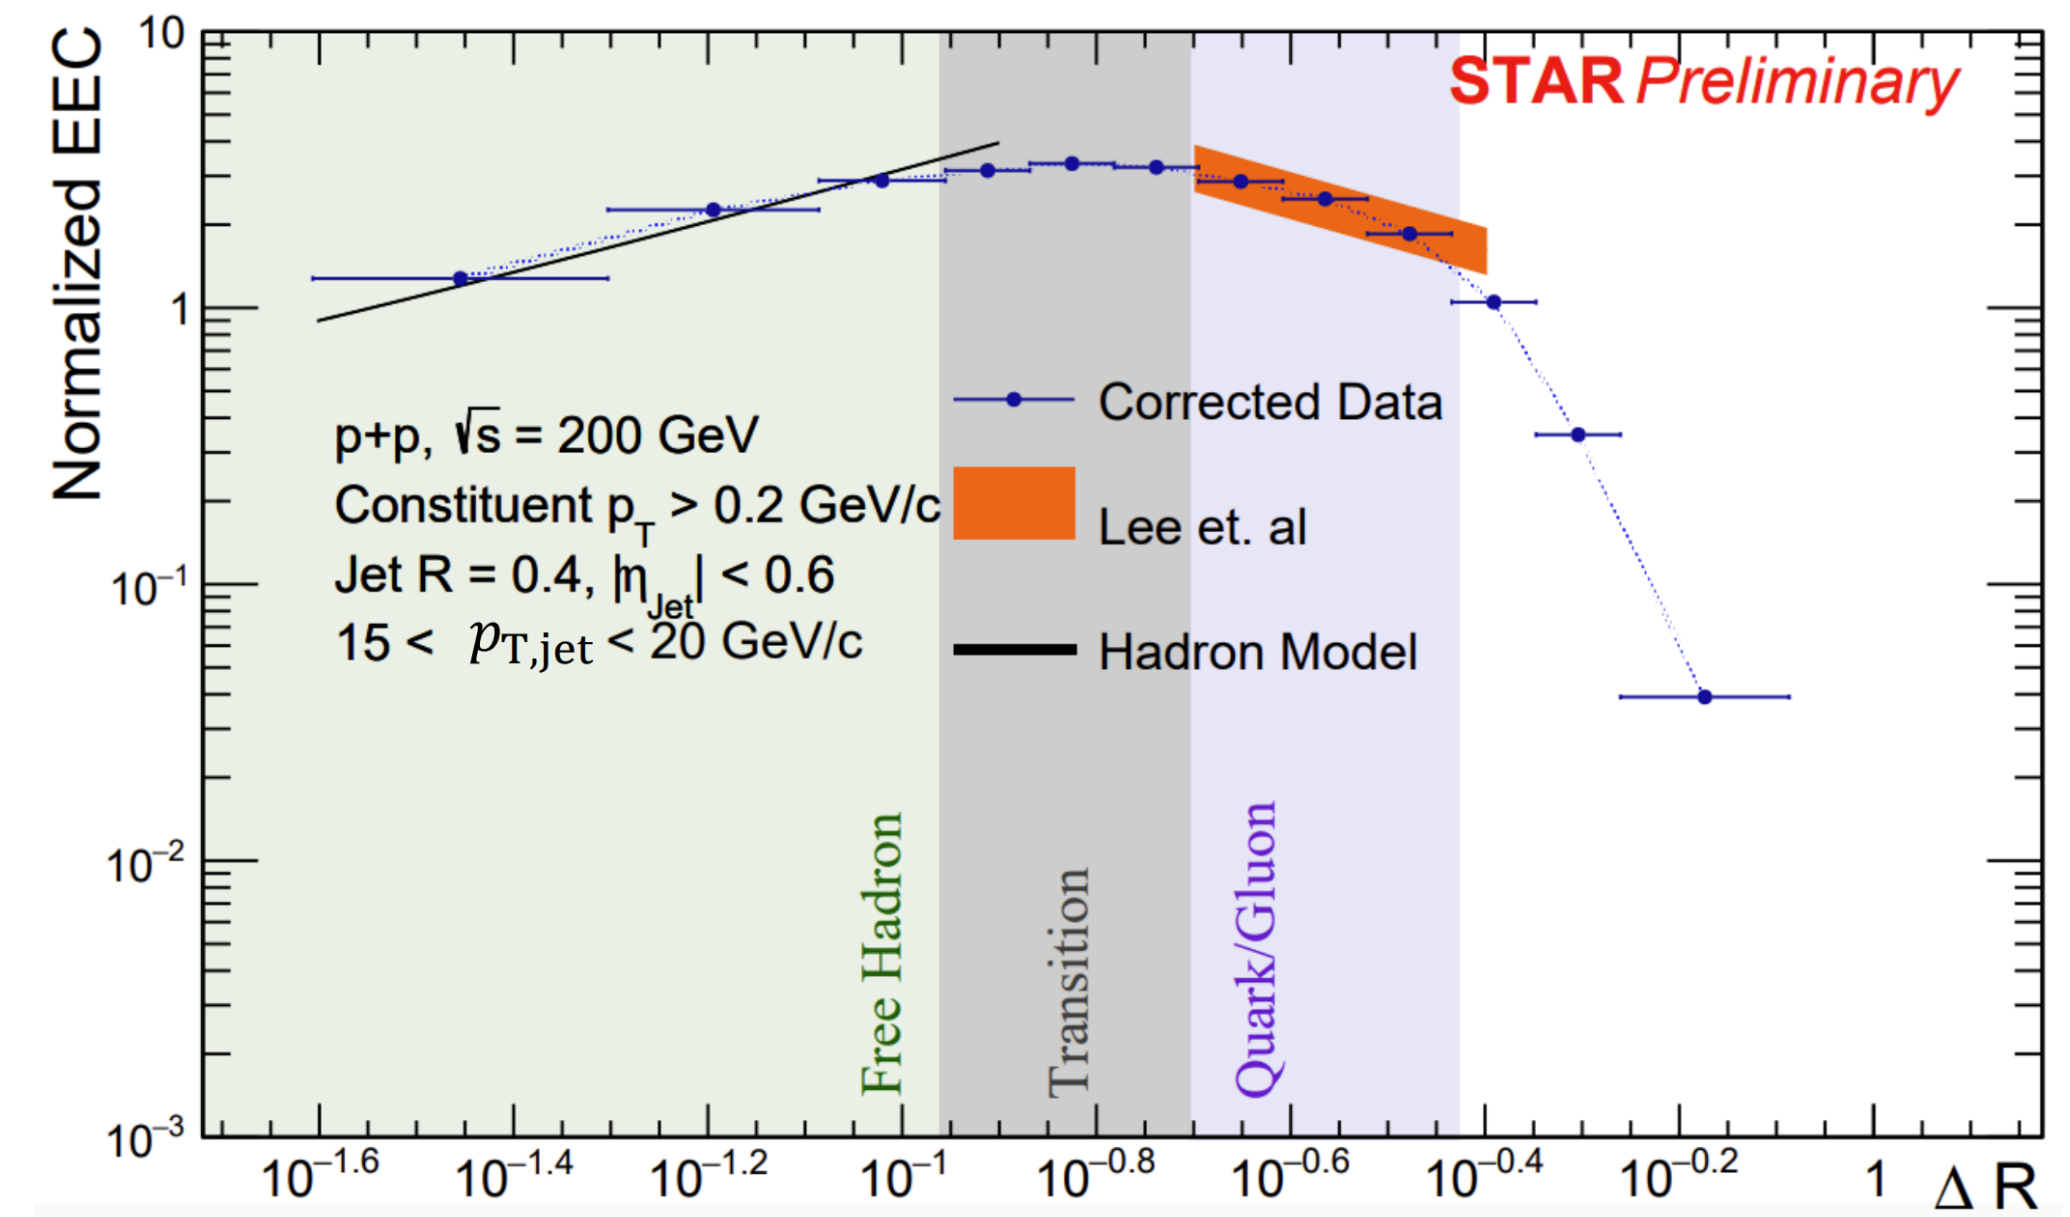 Normalized EEC
10
1
10⁻¹
10⁻²
10⁻³
STAR Preliminary
p+p, √s = 200 GeV
Constituent p_T > 0.2 GeV/c
Jet R = 0.4, |η_Jet| < 0.6
15 < p_T,jet < 20 GeV/c
Corrected Data
Lee et. al
Hadron Model
Free Hadron
Transition
Quark/Gluon
10⁻¹·⁶ 10⁻¹·⁴ 10⁻¹·² 10⁻¹ 10⁻⁰·⁸ 10⁻⁰·⁶ 10⁻⁰·⁴ 10⁻⁰·² 1 Δ R